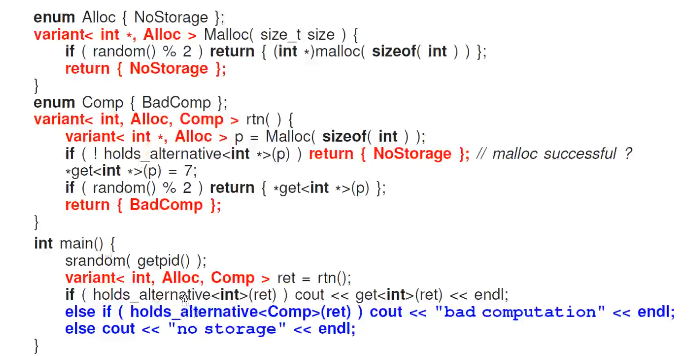 enum Alloc { NoStorage };
variant< int *, Alloc > Malloc( size_t size ) {
if ( random() % 2 ) return { (int *)malloc( sizeof( int ) ) };
return { NoStorage };
}
enum Comp { BadComp };
variant< int, Alloc, Comp > rtn( ) {
variant< int *, Alloc > p = Malloc( sizeof( int ) );
if ( ! holds_alternative<int *>(p) ) return { NoStorage }; // malloc successful ?
*get<int *>(p) = 7;
if ( random() % 2 ) return { *get<int *>(p) };
return { BadComp };
}
int main() {
srandom( getpid() );
variant< int, Alloc, Comp > ret = rtn();
if ( holds_alternative<int>(ret) ) cout << get<int>(ret) << endl;
else if ( holds_alternative<Comp>(ret) ) cout << "bad computation" << endl;
else cout << "no storage" << endl;
}